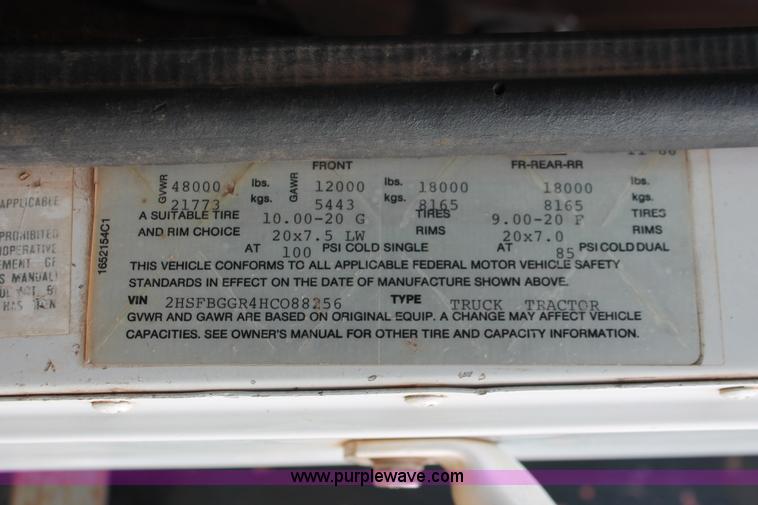 FRONT FR-REAR-RR
GVWR 48000 lbs. GAWR 12000 lbs. 18000 lbs. 18000 lbs.
21773 kgs. 5443 kgs. 8165 kgs. 8165 kgs.
A SUITABLE TIRE 10.00-20 G TIRES 9.00-20 F TIRES
AND RIM CHOICE 20x7.5 LW RIMS 20x7.0 RIMS
AT 100 PSI COLD SINGLE AT 85 PSI COLD DUAL
THIS VEHICLE CONFORMS TO ALL APPLICABLE FEDERAL MOTOR VEHICLE SAFETY
STANDARDS IN EFFECT ON THE DATE OF MANUFACTURE SHOWN ABOVE.
VIN 2HSFBGGR4HC088256 TYPE TRUCK TRACTOR
GVWR AND GAWR ARE BASED ON ORIGINAL EQUIP. A CHANGE MAY AFFECT VEHICLE
CAPACITIES. SEE OWNER'S MANUAL FOR OTHER TIRE AND CAPACITY INFORMATION.
1652154C1
APPLICABLE
PROHIBITED
OPERATIVE
EMENT OF
S MANUAL)
www.purplewave.com